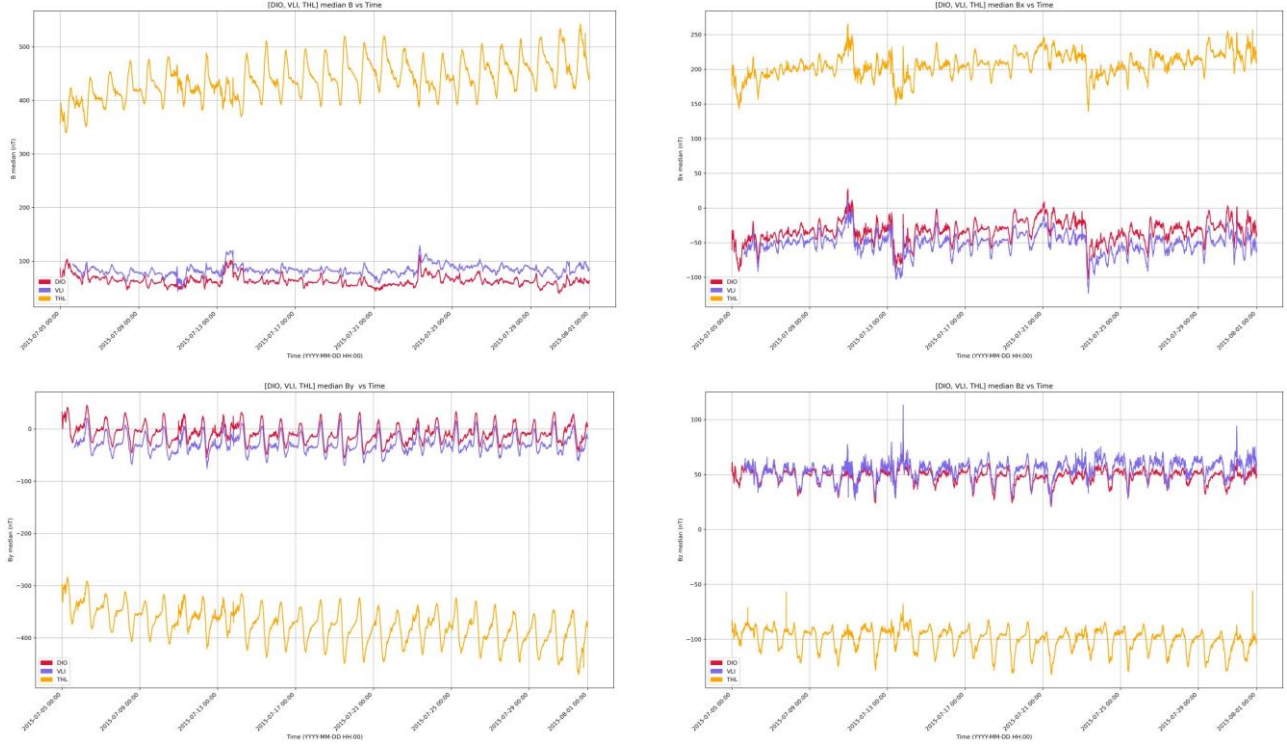 [DIO, VLI, THL] median B vs Time
B median (nT)
500
400
300
200
100
DIO
VLI
THL
2015-07-05 00:00
2015-07-09 00:00
2015-07-13 00:00
2015-07-17 00:00
2015-07-21 00:00
2015-07-25 00:00
2015-07-29 00:00
2015-08-01 00:00
Time (YYYY-MM-DD HH:00)
[DIO, VLI, THL] median Bx vs Time
Bx median (nT)
250
200
150
100
50
0
−50
−100
DIO
VLI
THL
2015-07-05 00:00
2015-07-09 00:00
2015-07-13 00:00
2015-07-17 00:00
2015-07-21 00:00
2015-07-25 00:00
2015-07-29 00:00
2015-08-01 00:00
Time (YYYY-MM-DD HH:00)
[DIO, VLI, THL] median By  vs Time
By median (nT)
0
−100
−200
−300
−400
DIO
VLI
THL
2015-07-05 00:00
2015-07-09 00:00
2015-07-13 00:00
2015-07-17 00:00
2015-07-21 00:00
2015-07-25 00:00
2015-07-29 00:00
2015-08-01 00:00
Time (YYYY-MM-DD HH:00)
[DIO, VLI, THL] median Bz vs Time
Bz median (nT)
100
50
0
−50
−100
DIO
VLI
THL
2015-07-05 00:00
2015-07-09 00:00
2015-07-13 00:00
2015-07-17 00:00
2015-07-21 00:00
2015-07-25 00:00
2015-07-29 00:00
2015-08-01 00:00
Time (YYYY-MM-DD HH:00)